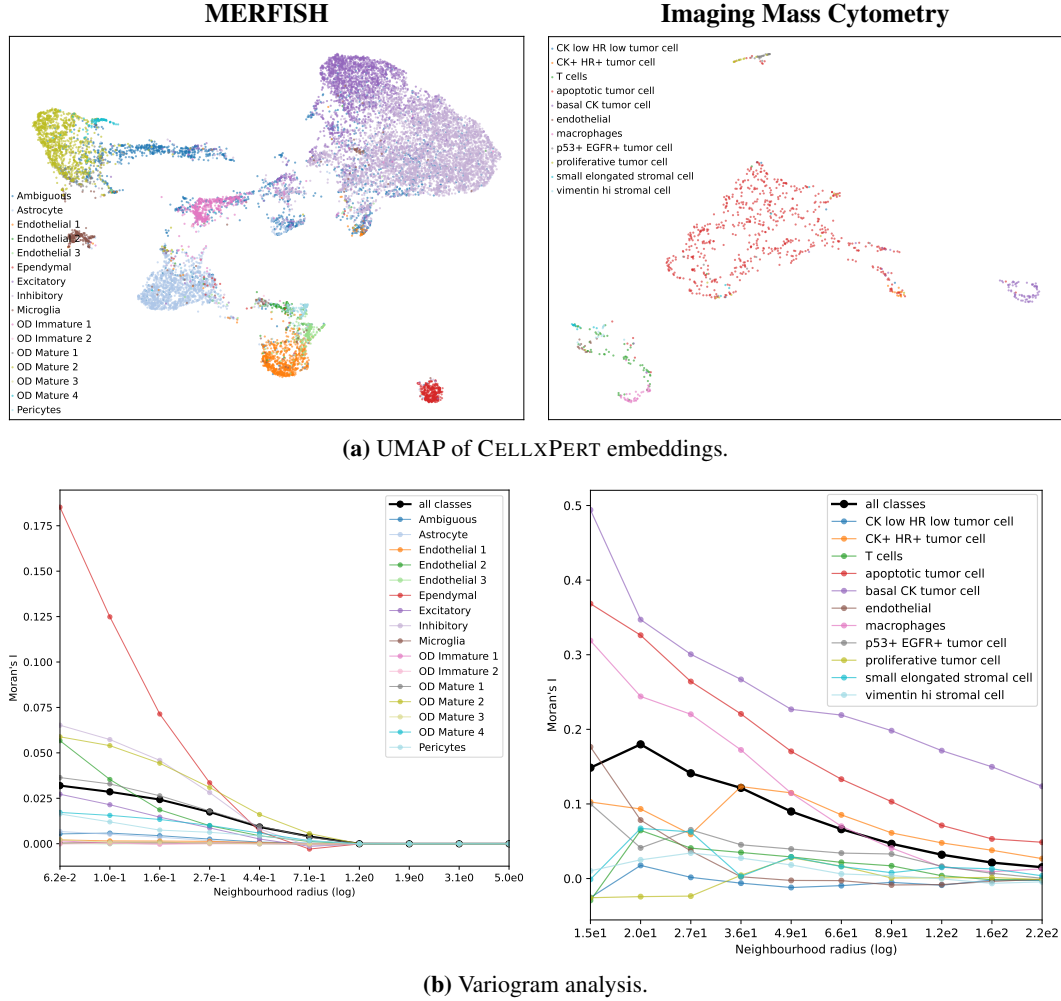 MERFISH
Imaging Mass Cytometry
Ambiguous
Astrocyte
Endothelial 1
Endothelial 2
Endothelial 3
Ependymal
Excitatory
Inhibitory
Microglia
OD Immature 1
OD Immature 2
OD Mature 1
OD Mature 2
OD Mature 3
OD Mature 4
Pericytes
CK low HR low tumor cell
CK+ HR+ tumor cell
T cells
apoptotic tumor cell
basal CK tumor cell
endothelial
macrophages
p53+ EGFR+ tumor cell
proliferative tumor cell
small elongated stromal cell
vimentin hi stromal cell
(a) UMAP of CELLXPERT embeddings.
Moran's I
0.175
0.150
0.125
0.100
0.075
0.050
0.025
0.000
6.2e-2 1.0e-1 1.6e-1 2.7e-1 4.4e-1 7.1e-1 1.2e0 1.9e0 3.1e0 5.0e0
Neighbourhood radius (log)
all classes
Ambiguous
Astrocyte
Endothelial 1
Endothelial 2
Endothelial 3
Ependymal
Excitatory
Inhibitory
Microglia
OD Immature 1
OD Immature 2
OD Mature 1
OD Mature 2
OD Mature 3
OD Mature 4
Pericytes
Moran's I
0.5
0.4
0.3
0.2
0.1
0.0
1.5e1 2.0e1 2.7e1 3.6e1 4.9e1 6.6e1 8.9e1 1.2e2 1.6e2 2.2e2
Neighbourhood radius (log)
all classes
CK low HR low tumor cell
CK+ HR+ tumor cell
T cells
apoptotic tumor cell
basal CK tumor cell
endothelial
macrophages
p53+ EGFR+ tumor cell
proliferative tumor cell
small elongated stromal cell
vimentin hi stromal cell
(b) Variogram analysis.